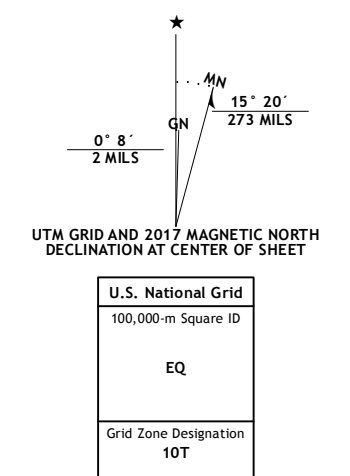 ★
MN
GN
15° 20´
273 MILS
0° 8´
2 MILS
UTM GRID AND 2017 MAGNETIC NORTH
DECLINATION AT CENTER OF SHEET
U.S. National Grid
100,000-m Square ID
EQ
Grid Zone Designation
10T